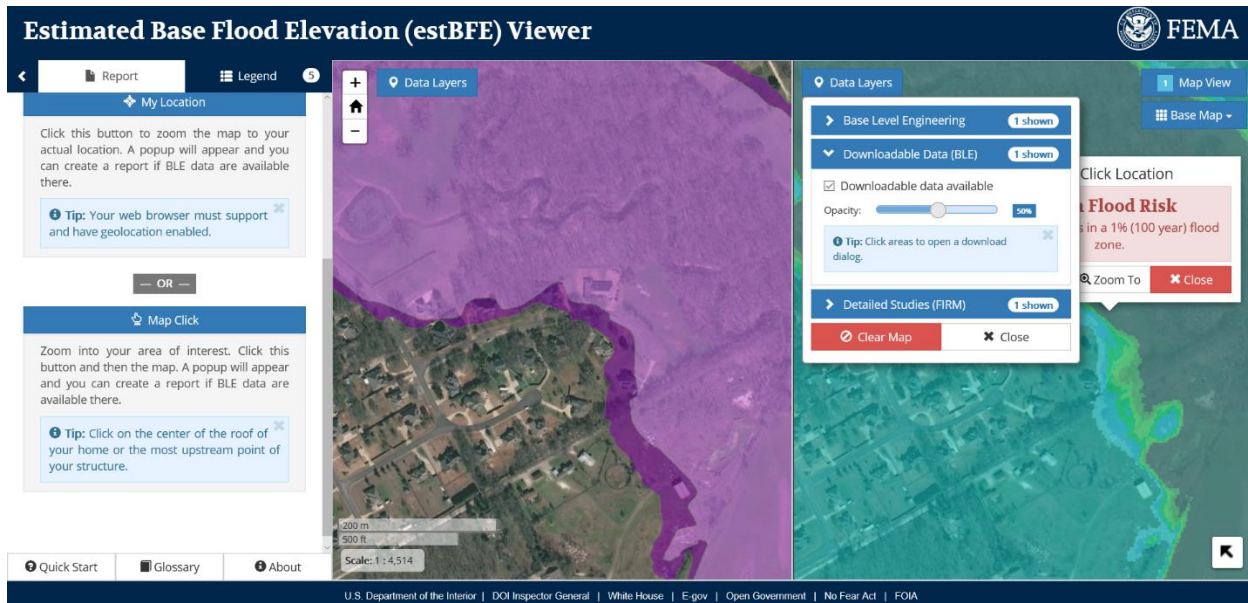 Estimated Base Flood Elevation (estBFE) Viewer
FEMA
Report
Legend
5
My Location
Click this button to zoom the map to your
actual location. A popup will appear and you
can create a report if BLE data are available
there.
Tip: Your web browser must support
and have geolocation enabled.
— OR —
Map Click
Zoom into your area of interest. Click this
button and then the map. A popup will appear
and you can create a report if BLE data are
available there.
Tip: Click on the center of the roof of
your home or the most upstream point of
your structure.
Quick Start
Glossary
About
+
−
Data Layers
200 m
500 ft
Scale: 1 : 4,514
Data Layers
Base Level Engineering
1 shown
Downloadable Data (BLE)
1 shown
Downloadable data available
Opacity:
50%
Tip: Click areas to open a download
dialog.
Detailed Studies (FIRM)
1 shown
Clear Map
Close
1 Map View
Base Map
Click Location
Flood Risk
in a 1% (100 year) flood
zone.
Zoom To
Close
U.S. Department of the Interior | DOI Inspector General | White House | E-gov | Open Government | No Fear Act | FOIA